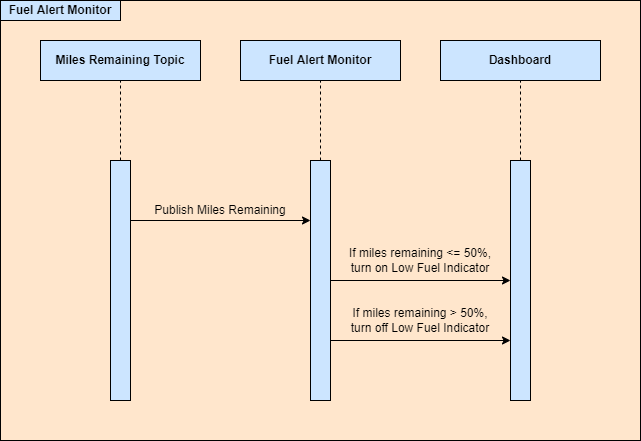 Fuel Alert Monitor
Miles Remaining Topic
Fuel Alert Monitor
Dashboard
Publish Miles Remaining
If miles remaining <= 50%,
turn on Low Fuel Indicator
If miles remaining > 50%,
turn off Low Fuel Indicator